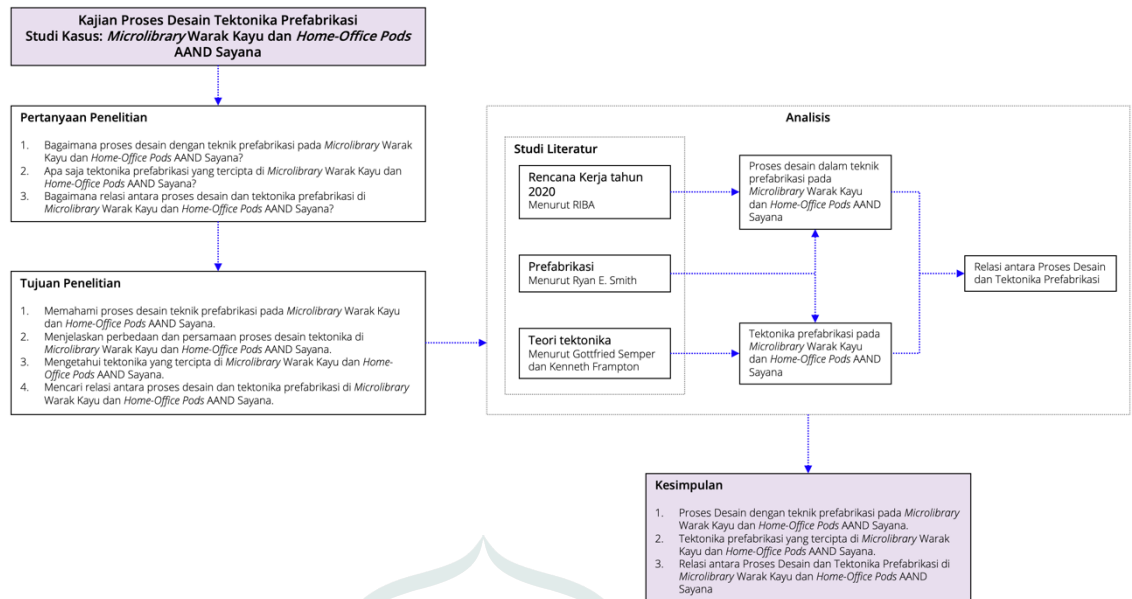 Kajian Proses Desain Tektonika Prefabrikasi
Studi Kasus: Microlibrary Warak Kayu dan Home-Office Pods
AAND Sayana
Pertanyaan Penelitian
1. Bagaimana proses desain dengan teknik prefabrikasi pada Microlibrary Warak
Kayu dan Home-Office Pods AAND Sayana?
2. Apa saja tektonika prefabrikasi yang tercipta di Microlibrary Warak Kayu dan
Home-Office Pods AAND Sayana?
3. Bagaimana relasi antara proses desain dan tektonika prefabrikasi di
Microlibrary Warak Kayu dan Home-Office Pods AAND Sayana?
Tujuan Penelitian
1. Memahami proses desain teknik prefabrikasi pada Microlibrary Warak Kayu
dan Home-Office Pods AAND Sayana.
2. Menjelaskan perbedaan dan persamaan proses desain tektonika di
Microlibrary Warak Kayu dan Home-Office Pods AAND Sayana.
3. Mengetahui tektonika yang tercipta di Microlibrary Warak Kayu dan Home-
Office Pods AAND Sayana.
4. Mencari relasi antara proses desain dan tektonika prefabrikasi di Microlibrary
Warak Kayu dan Home-Office Pods AAND Sayana.
Analisis
Studi Literatur
Rencana Kerja tahun
2020
Menurut RIBA
Prefabrikasi
Menurut Ryan E. Smith
Teori tektonika
Menurut Gottfried Semper
dan Kenneth Frampton
Proses desain dalam teknik
prefabrikasi pada
Microlibrary Warak Kayu
dan Home-Office Pods AAND
Sayana
Tektonika prefabrikasi pada
Microlibrary Warak Kayu
dan Home-Office Pods AAND
Sayana
Relasi antara Proses Desain
dan Tektonika Prefabrikasi
Kesimpulan
1. Proses Desain dengan teknik prefabrikasi pada Microlibrary
Warak Kayu dan Home-Office Pods AAND Sayana.
2. Tektonika prefabrikasi yang tercipta di Microlibrary Warak
Kayu dan Home-Office Pods AAND Sayana.
3. Relasi antara Proses Desain dan Tektonika Prefabrikasi di
Microlibrary Warak Kayu dan Home-Office Pods AAND
Sayana